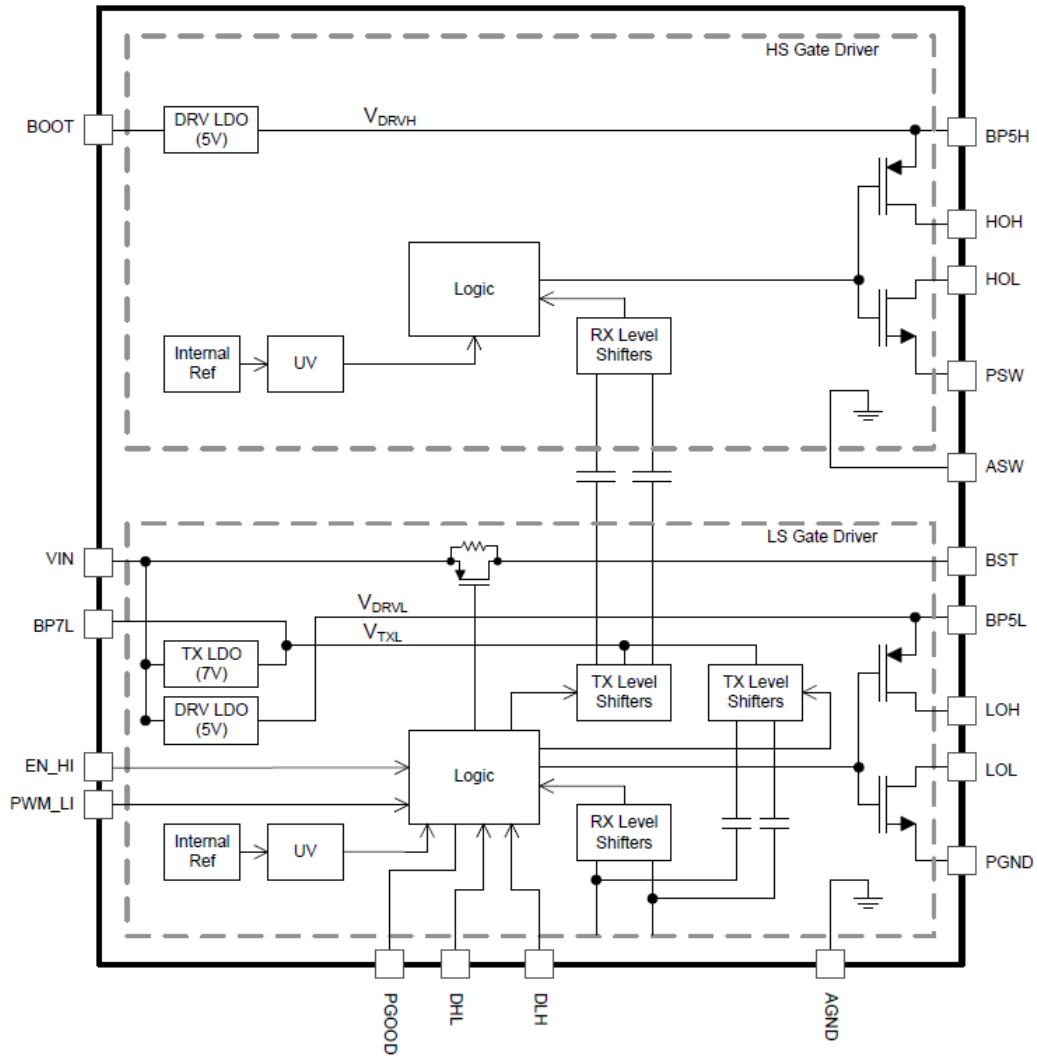 HS Gate Driver
BOOT
DRV LDO
(5V)
VDRVH
BP5H
HOH
Logic
HOL
RX Level
Shifters
Internal
Ref
UV
PSW
ASW
LS Gate Driver
VIN
BST
BP7L
VDRVL
BP5L
VTXL
TX LDO
(7V)
TX Level
Shifters
TX Level
Shifters
DRV LDO
(5V)
LOH
EN_HI
Logic
LOL
PWM_LI
RX Level
Shifters
Internal
Ref
UV
PGND
PGOOD
DHL
DLH
AGND